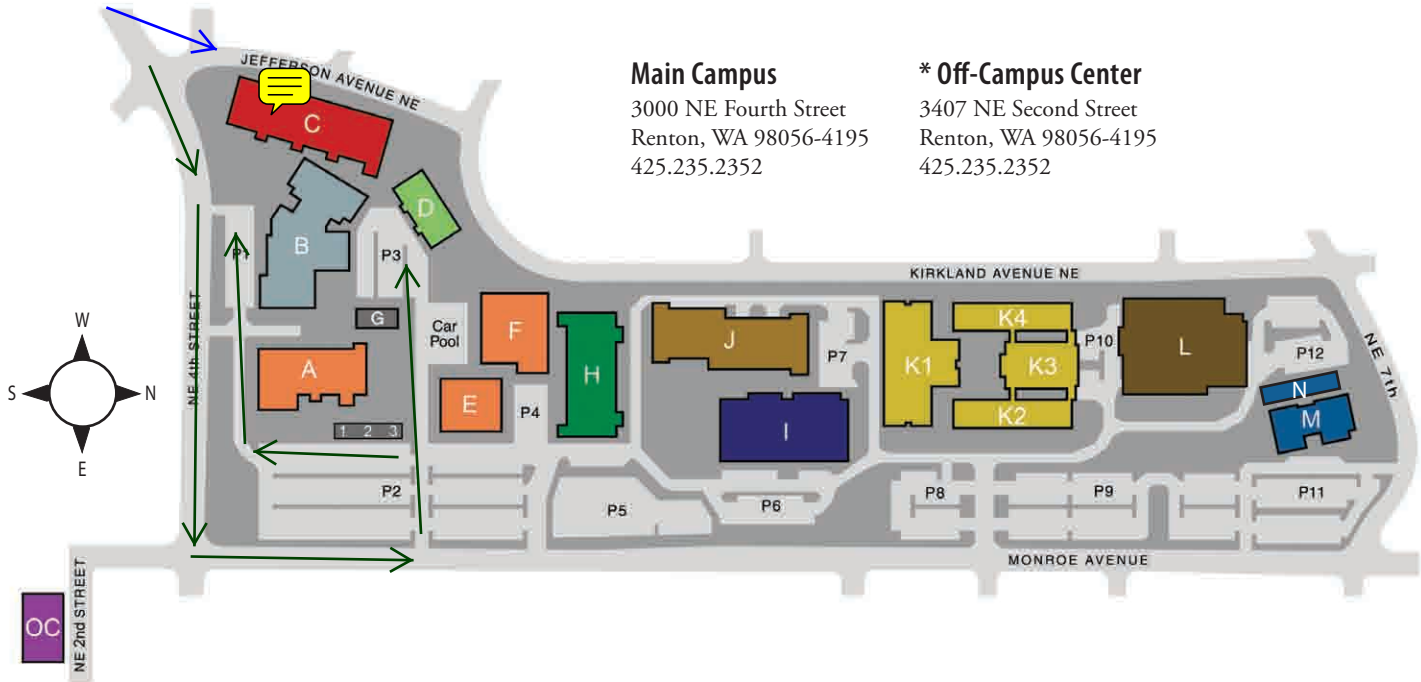 Main Campus
3000 NE Fourth Street
Renton, WA 98056-4195
425.235.2352
* Off-Campus Center
3407 NE Second Street
Renton, WA 98056-4195
425.235.2352
JEFFERSON AVENUE NE
C
D
B
P1
P3
KIRKLAND AVENUE NE
G
Car
Pool
F
A
E
P4
H
J
P7
K1
K4
K3
K2
P10
L
P12
NE 7th
N
M
I
1 2 3
NE 4th STREET
W
S
N
E
P2
P5
P6
P8
P9
P11
MONROE AVENUE
OC
NE 2nd STREET